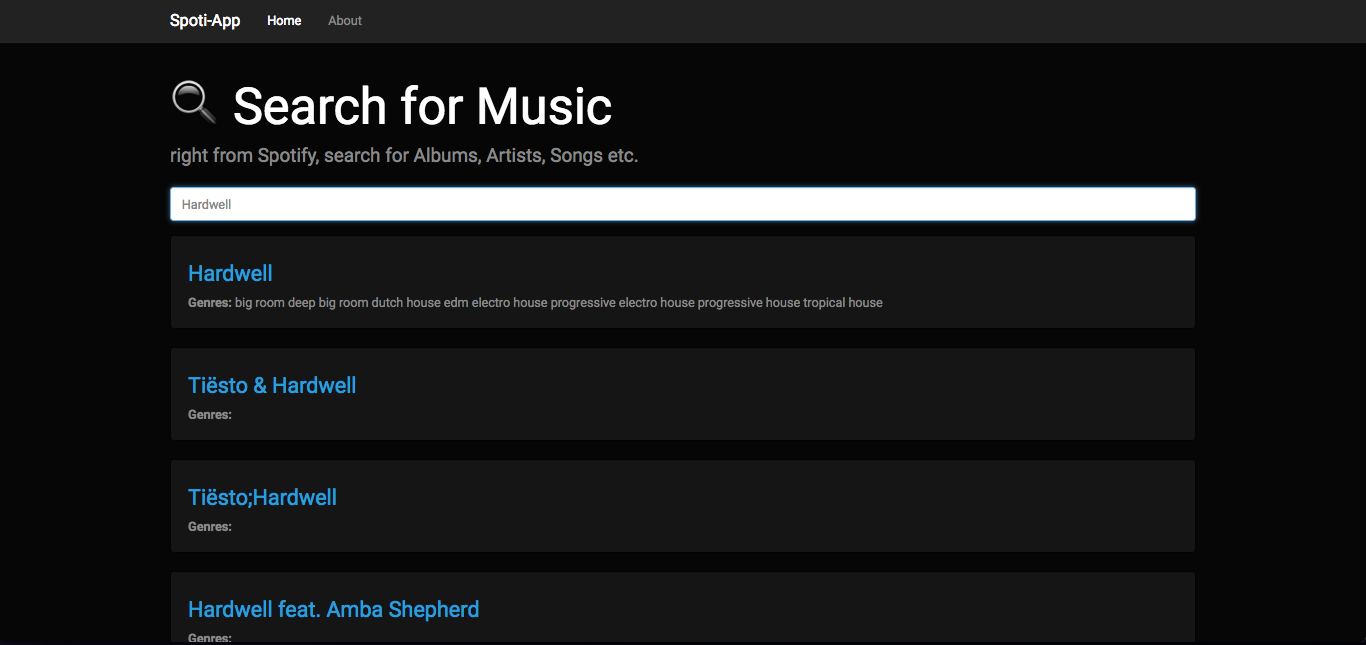 Spoti-App Home About
Search for Music
right from Spotify, search for Albums, Artists, Songs etc.
Hardwell
Hardwell
Genres: big room deep big room dutch house edm electro house progressive electro house progressive house tropical house
Tiësto & Hardwell
Genres:
Tiësto;Hardwell
Genres:
Hardwell feat. Amba Shepherd
Genres: